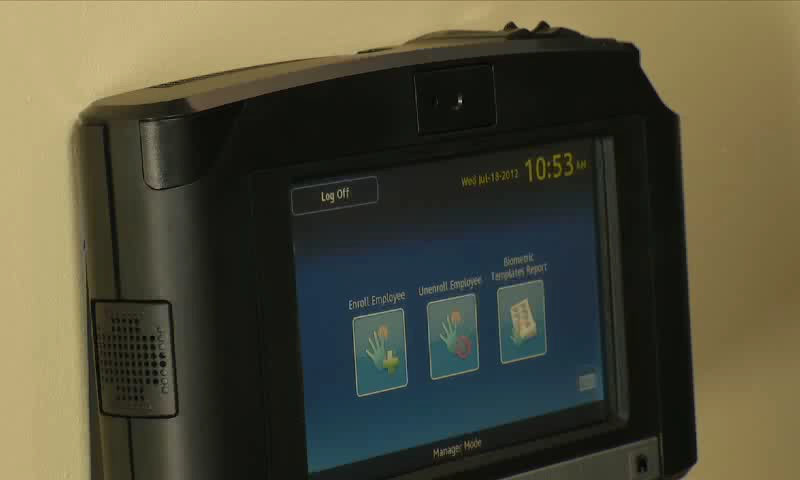 Log Off
Wed Jul-18-2012 10:53 AM
Enroll Employee
Unenroll Employee
Biometric
Templates Report
Manager Mode